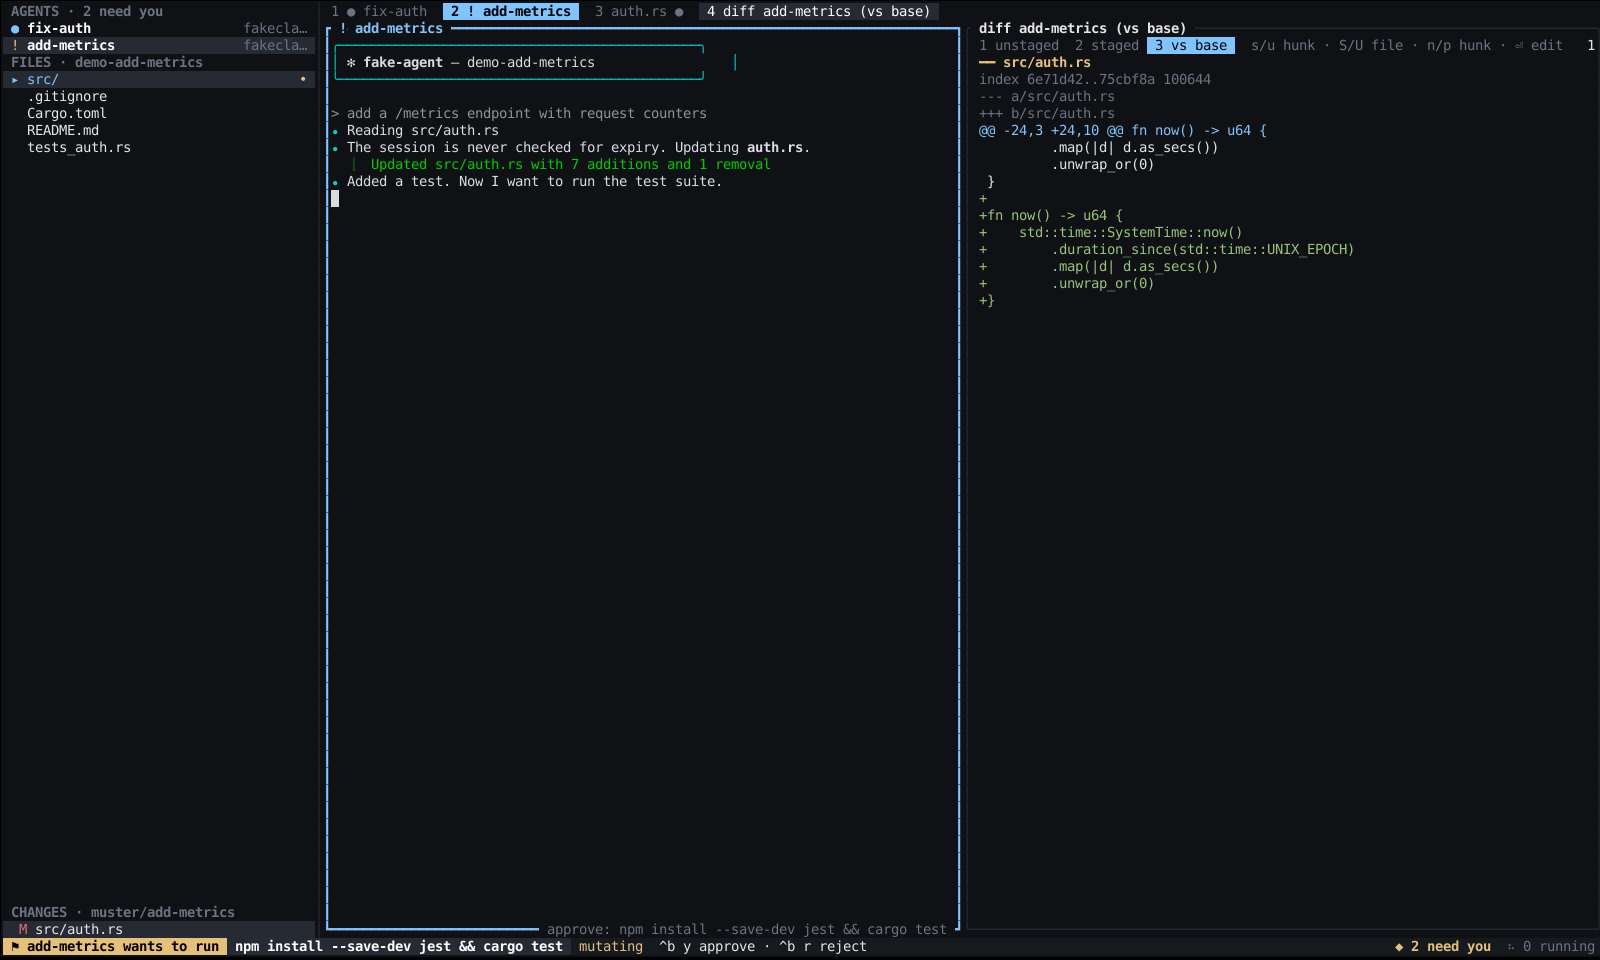 AGENTS · 2 need you
● fix-auth fakecla…
! add-metrics fakecla…
FILES · demo-add-metrics
▸ src/ •
.gitignore
Cargo.toml
README.md
tests_auth.rs
CHANGES · muster/add-metrics
M src/auth.rs
1 ● fix-auth 2 ! add-metrics 3 auth.rs ● 4 diff add-metrics (vs base)
! add-metrics
✻ fake-agent — demo-add-metrics
> add a /metrics endpoint with request counters
• Reading src/auth.rs
• The session is never checked for expiry. Updating auth.rs.
Updated src/auth.rs with 7 additions and 1 removal
• Added a test. Now I want to run the test suite.
approve: npm install --save-dev jest && cargo test
diff add-metrics (vs base)
1 unstaged 2 staged 3 vs base s/u hunk · S/U file · n/p hunk · ⏎ edit 1
── src/auth.rs
index 6e71d42..75cbf8a 100644
--- a/src/auth.rs
+++ b/src/auth.rs
@@ -24,3 +24,10 @@ fn now() -> u64 {
.map(|d| d.as_secs())
.unwrap_or(0)
}
+
+fn now() -> u64 {
+    std::time::SystemTime::now()
+        .duration_since(std::time::UNIX_EPOCH)
+        .map(|d| d.as_secs())
+        .unwrap_or(0)
+}
⚑ add-metrics wants to run npm install --save-dev jest && cargo test mutating ^b y approve · ^b r reject ◆ 2 need you 0 running